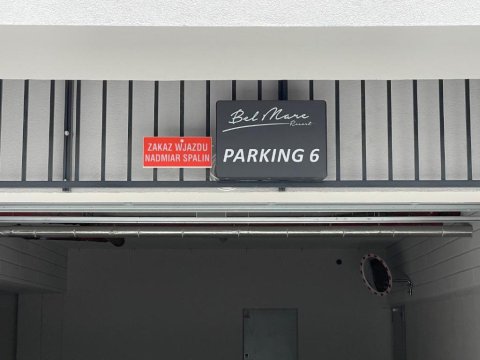 ZAKAZ WJAZDU
NADMIAR SPALIN
Bel Mare
Resort
PARKING 6